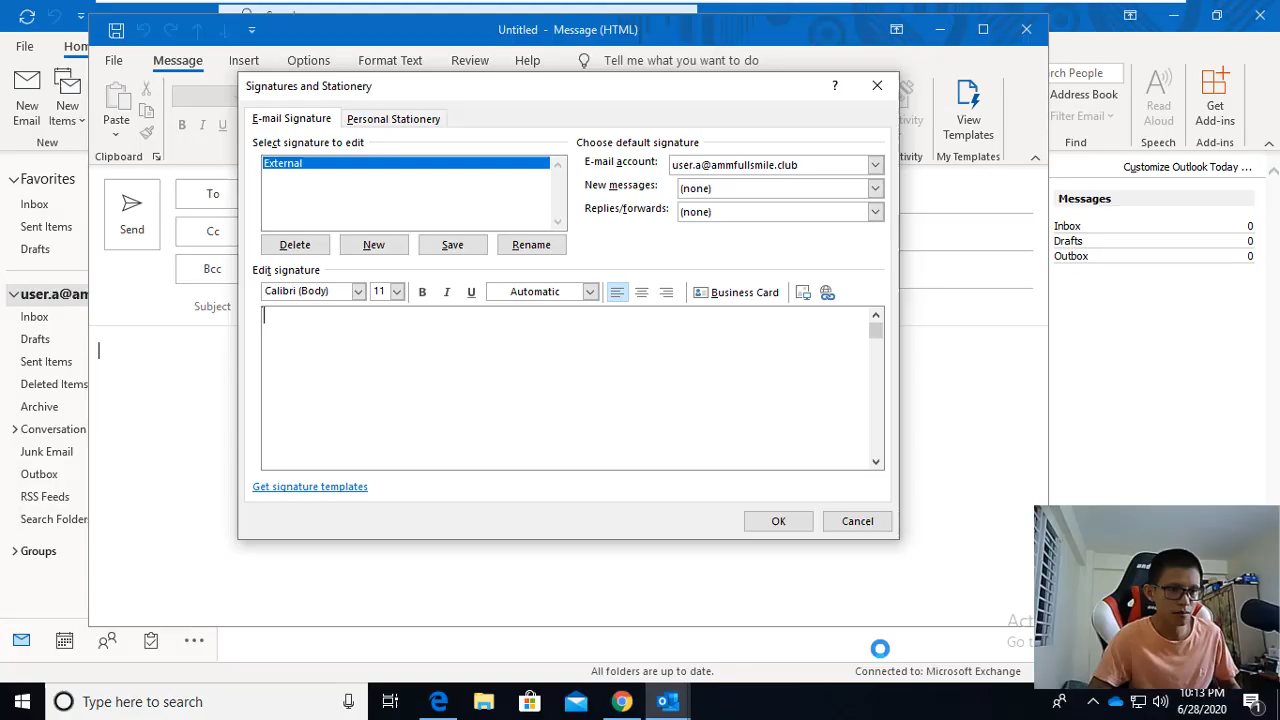 Untitled - Message (HTML)
File
Hom
File Message Insert Options Format Text Review Help Tell me what you to do
New Email
New Items
New
Paste
Clipboard
B I U
Send
To
Cc
Bcc
Subject
Signatures and Stationery
?
E-mail Signature Personal Stationery
Select signature to edit
External
Delete New Save Rename
Choose default signature
E-mail account: user.a@ammfullsmile.club
New messages: (none)
Replies/forwards: (none)
Edit signature
Calibri (Body) 11 B I U Automatic Business Card
Get signature templates
OK Cancel
View Templates
My Templates
Address Book
Filter Email
Find
Read Aloud
Speech
Get Add-ins
Add-ins
Customize Outlook Today ...
Messages
Inbox 0
Drafts 0
Outbox 0
Favorites
Inbox
Sent Items
Drafts
user.a@amm
Inbox
Drafts
Sent Items
Deleted Items
Archive
Conversation
Junk Email
Outbox
RSS Feeds
Search Folder
Groups
All folders are up to date. Connected to: Microsoft Exchange
Type here to search
10:13 PM
6/28/2020
1